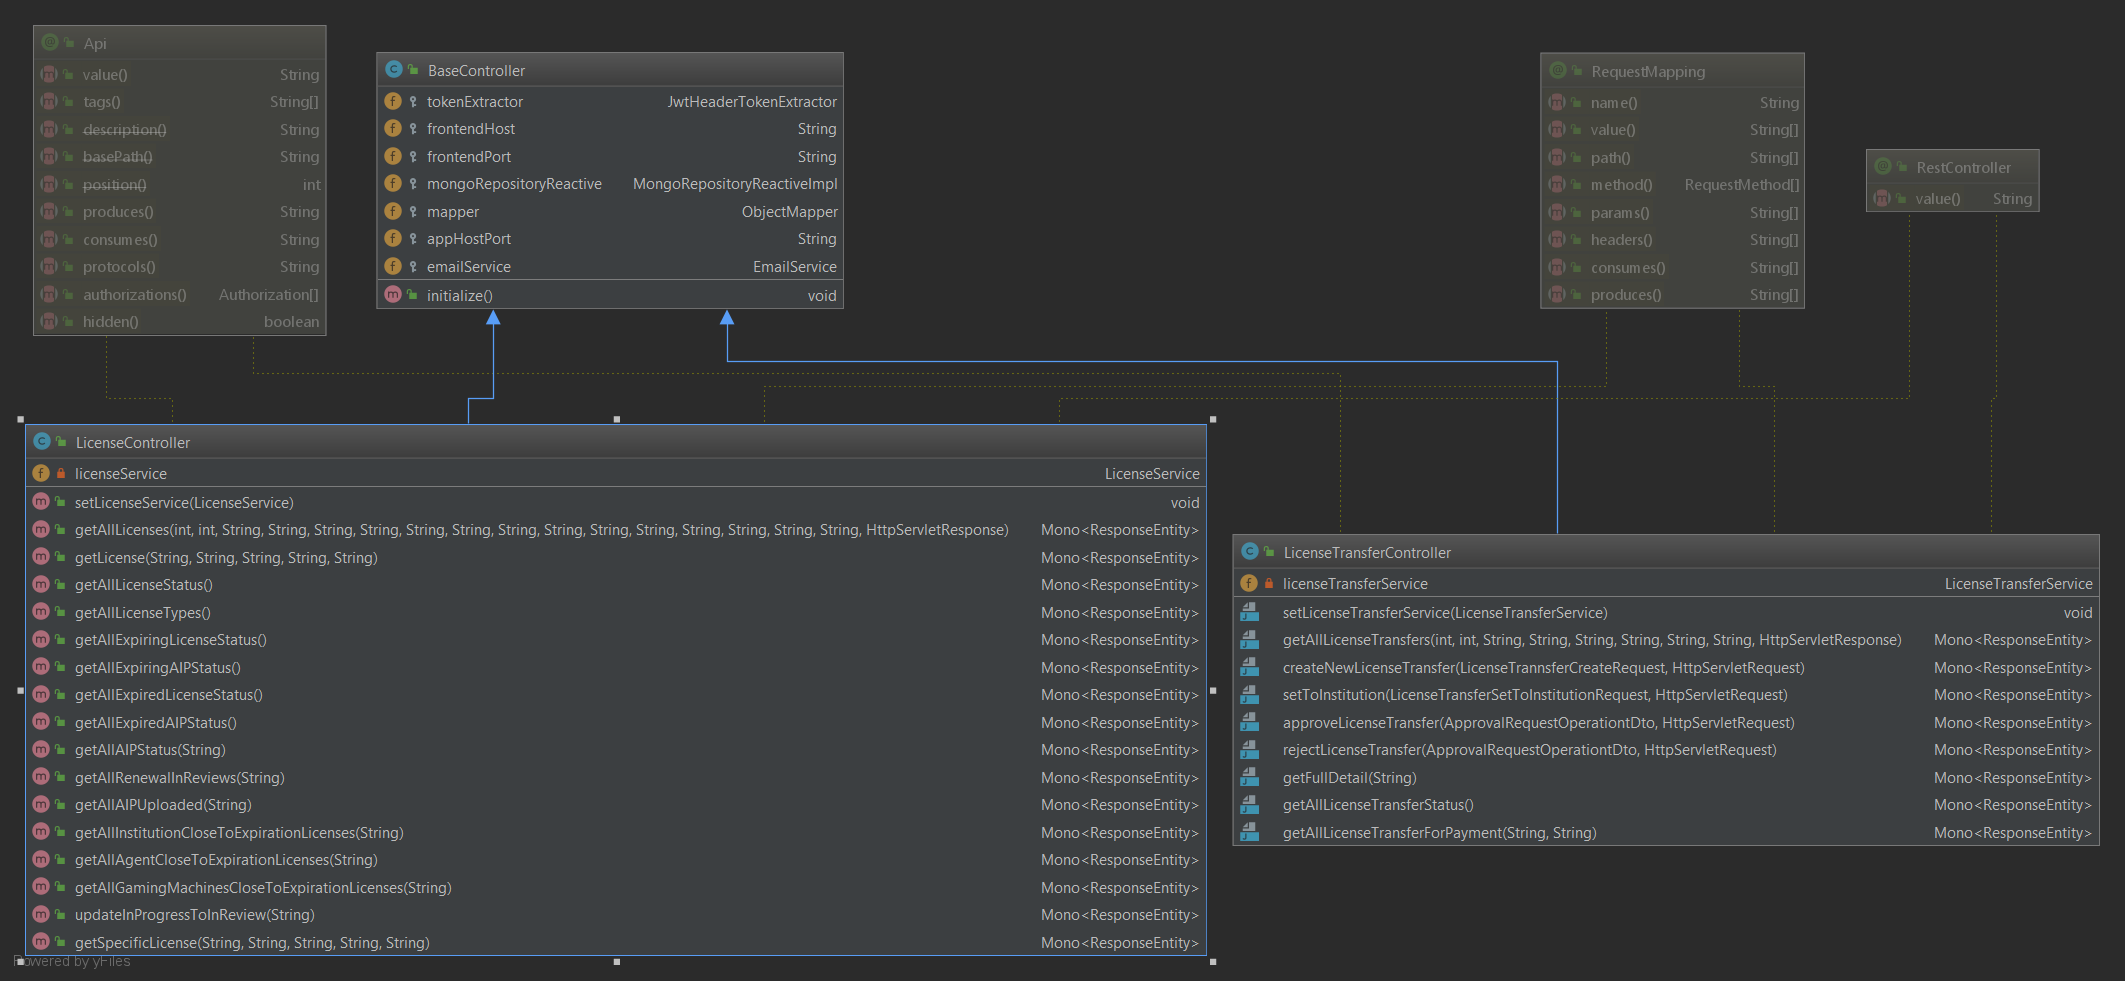 Api
value() String
tags() String[]
description() String
basePath() String
position() int
produces() String
consumes() String
protocols() String
authorizations() Authorization[]
hidden() boolean
BaseController
tokenExtractor JwtHeaderTokenExtractor
frontendHost String
frontendPort String
mongoRepositoryReactive MongoRepositoryReactiveImpl
mapper ObjectMapper
appHostPort String
emailService EmailService
initialize() void
RequestMapping
name() String
value() String[]
path() String[]
method() RequestMethod[]
params() String[]
headers() String[]
consumes() String[]
produces() String[]
RestController
value() String
LicenseController
licenseService LicenseService
setLicenseService(LicenseService) void
getAllLicenses(int, int, String, String, String, String, String, String, String, String, String, String, String, String, String, String, HttpServletResponse) Mono<ResponseEntity>
getLicense(String, String, String, String, String) Mono<ResponseEntity>
getAllLicenseStatus() Mono<ResponseEntity>
getAllLicenseTypes() Mono<ResponseEntity>
getAllExpiringLicenseStatus() Mono<ResponseEntity>
getAllExpiringAIPStatus() Mono<ResponseEntity>
getAllExpiredLicenseStatus() Mono<ResponseEntity>
getAllExpiredAIPStatus() Mono<ResponseEntity>
getAllAIPStatus(String) Mono<ResponseEntity>
getAllRenewalInReviews(String) Mono<ResponseEntity>
getAllAIPUploaded(String) Mono<ResponseEntity>
getAllInstitutionCloseToExpirationLicenses(String) Mono<ResponseEntity>
getAllAgentCloseToExpirationLicenses(String) Mono<ResponseEntity>
getAllGamingMachinesCloseToExpirationLicenses(String) Mono<ResponseEntity>
updateInProgressToInReview(String) Mono<ResponseEntity>
getSpecificLicense(String, String, String, String, String) Mono<ResponseEntity>
LicenseTransferController
licenseTransferService LicenseTransferService
setLicenseTransferService(LicenseTransferService) void
getAllLicenseTransfers(int, int, String, String, String, String, String, String, HttpServletResponse) Mono<ResponseEntity>
createNewLicenseTransfer(LicenseTrannsferCreateRequest, HttpServletRequest) Mono<ResponseEntity>
setToInstitution(LicenseTransferSetToInstitutionRequest, HttpServletRequest) Mono<ResponseEntity>
approveLicenseTransfer(ApprovalRequestOperationtDto, HttpServletRequest) Mono<ResponseEntity>
rejectLicenseTransfer(ApprovalRequestOperationtDto, HttpServletRequest) Mono<ResponseEntity>
getFullDetail(String) Mono<ResponseEntity>
getAllLicenseTransferStatus() Mono<ResponseEntity>
getAllLicenseTransferForPayment(String, String) Mono<ResponseEntity>
Powered by yFiles